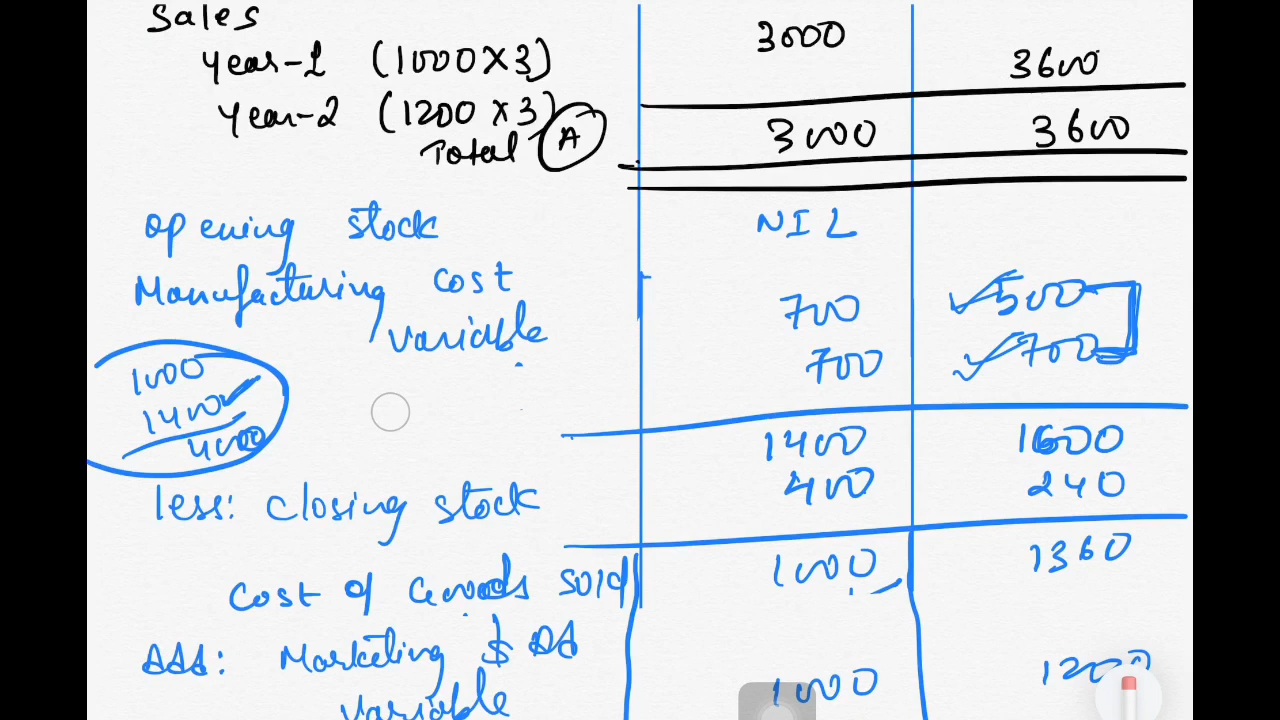 Sales 3000
Year-1 (1000 X 3) 3600
Year-2 (1200 X 3)
Total A 3000 3600
Opening stock NIL
Manufacturing cost 700 500
variable 700 700
1000
1400 1400 1600
400
less: closing stock 400 240
Cost of Goods sold 1000 1360
Add: Marketing $
variable 1000 1200